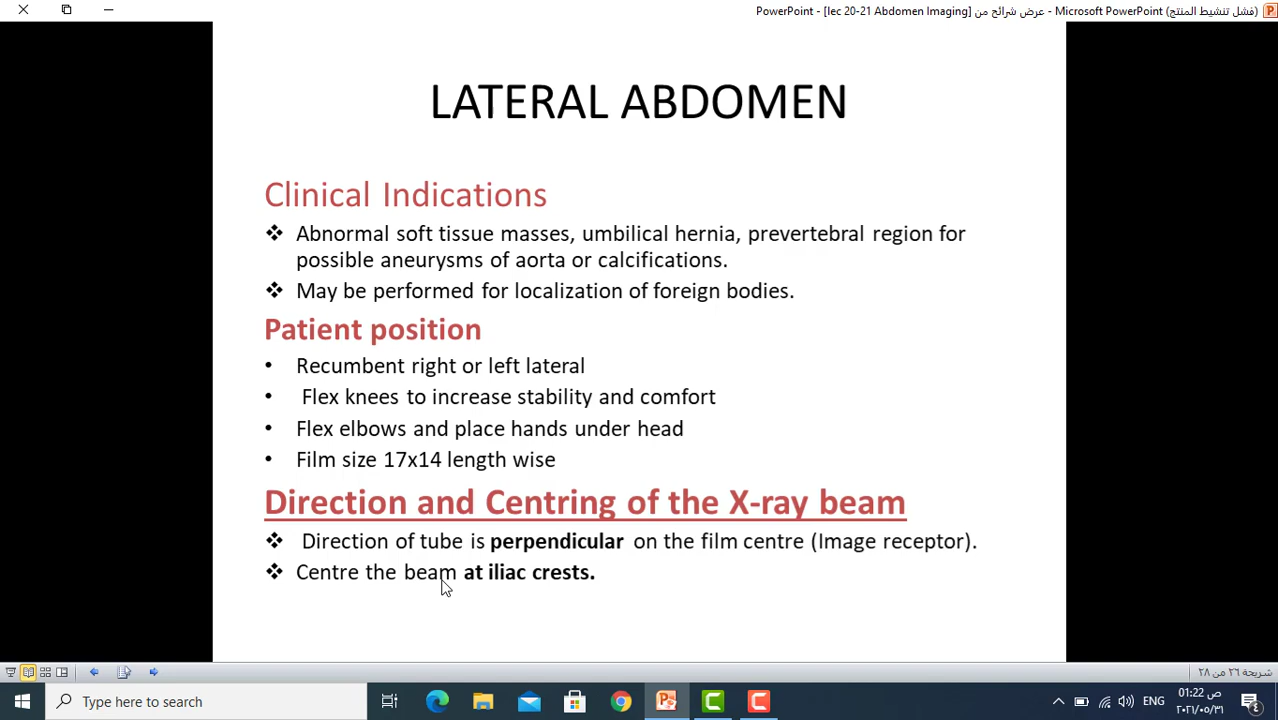 PowerPoint - [lec 20-21 Abdomen Imaging] عرض شرائح من - Microsoft PowerPoint (فشل تنشيط المنتج)
LATERAL ABDOMEN
Clinical Indications
❖ Abnormal soft tissue masses, umbilical hernia, prevertebral region for
possible aneurysms of aorta or calcifications.
❖ May be performed for localization of foreign bodies.
Patient position
• Recumbent right or left lateral
• Flex knees to increase stability and comfort
• Flex elbows and place hands under head
• Film size 17x14 length wise
Direction and Centring of the X-ray beam
❖ Direction of tube is perpendicular on the film centre (Image receptor).
❖ Centre the beam at iliac crests.
شريحة ٢٦ من ٢٨
Type here to search
ENG
01:22 ص
٢٠٢١/٠٥/٣١
٤